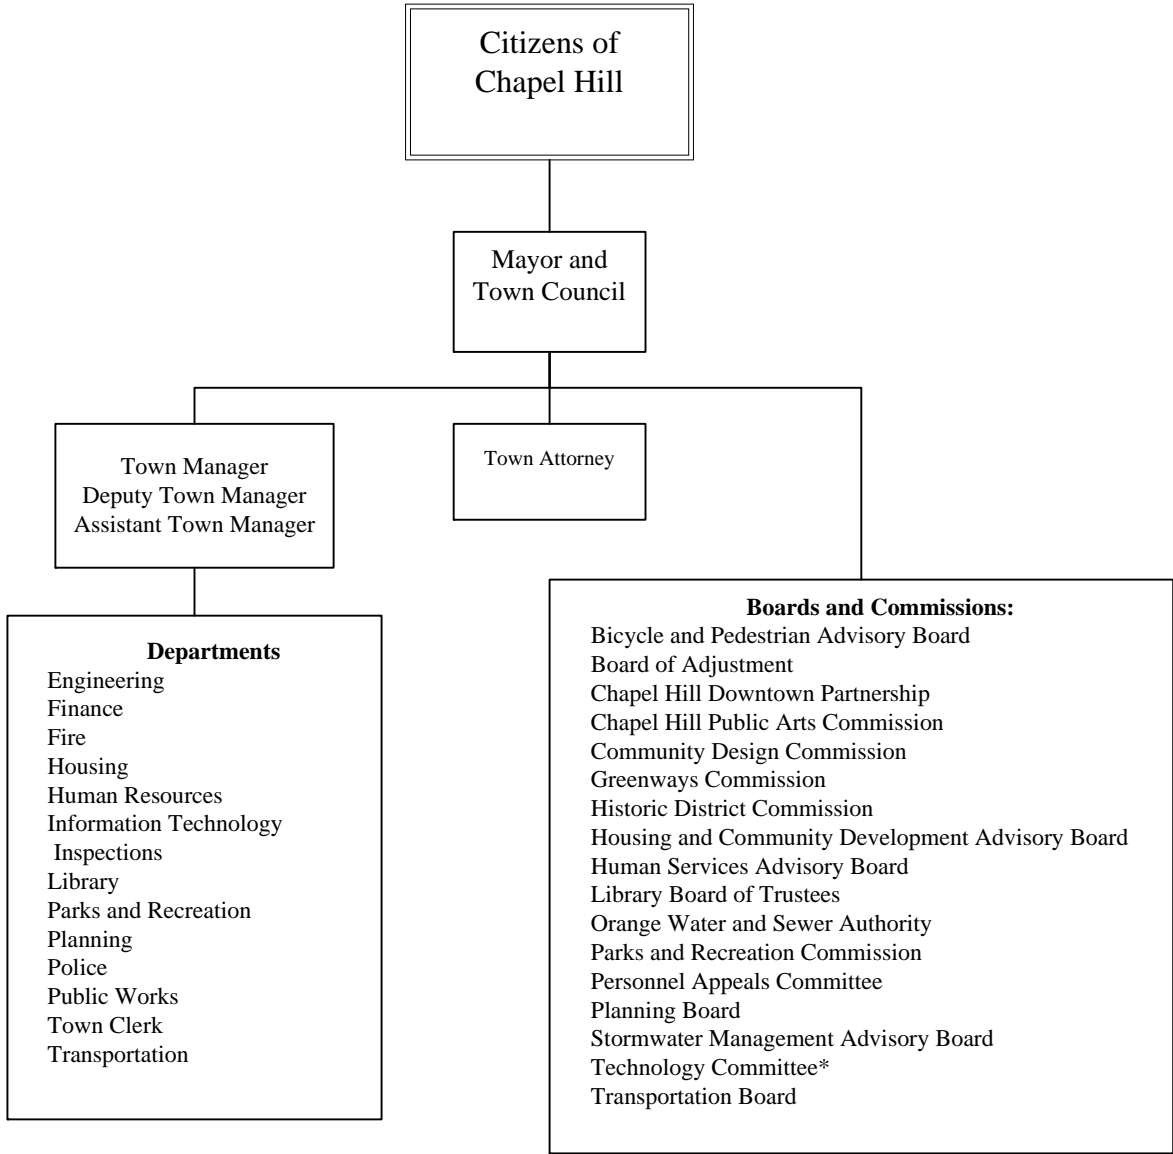 Citizens of
Chapel Hill
Mayor and
Town Council
Town Manager
Deputy Town Manager
Assistant Town Manager
Town Attorney
Departments
Engineering
Finance
Fire
Housing
Human Resources
Information Technology
Inspections
Library
Parks and Recreation
Planning
Police
Public Works
Town Clerk
Transportation
Boards and Commissions:
Bicycle and Pedestrian Advisory Board
Board of Adjustment
Chapel Hill Downtown Partnership
Chapel Hill Public Arts Commission
Community Design Commission
Greenways Commission
Historic District Commission
Housing and Community Development Advisory Board
Human Services Advisory Board
Library Board of Trustees
Orange Water and Sewer Authority
Parks and Recreation Commission
Personnel Appeals Committee
Planning Board
Stormwater Management Advisory Board
Technology Committee*
Transportation Board